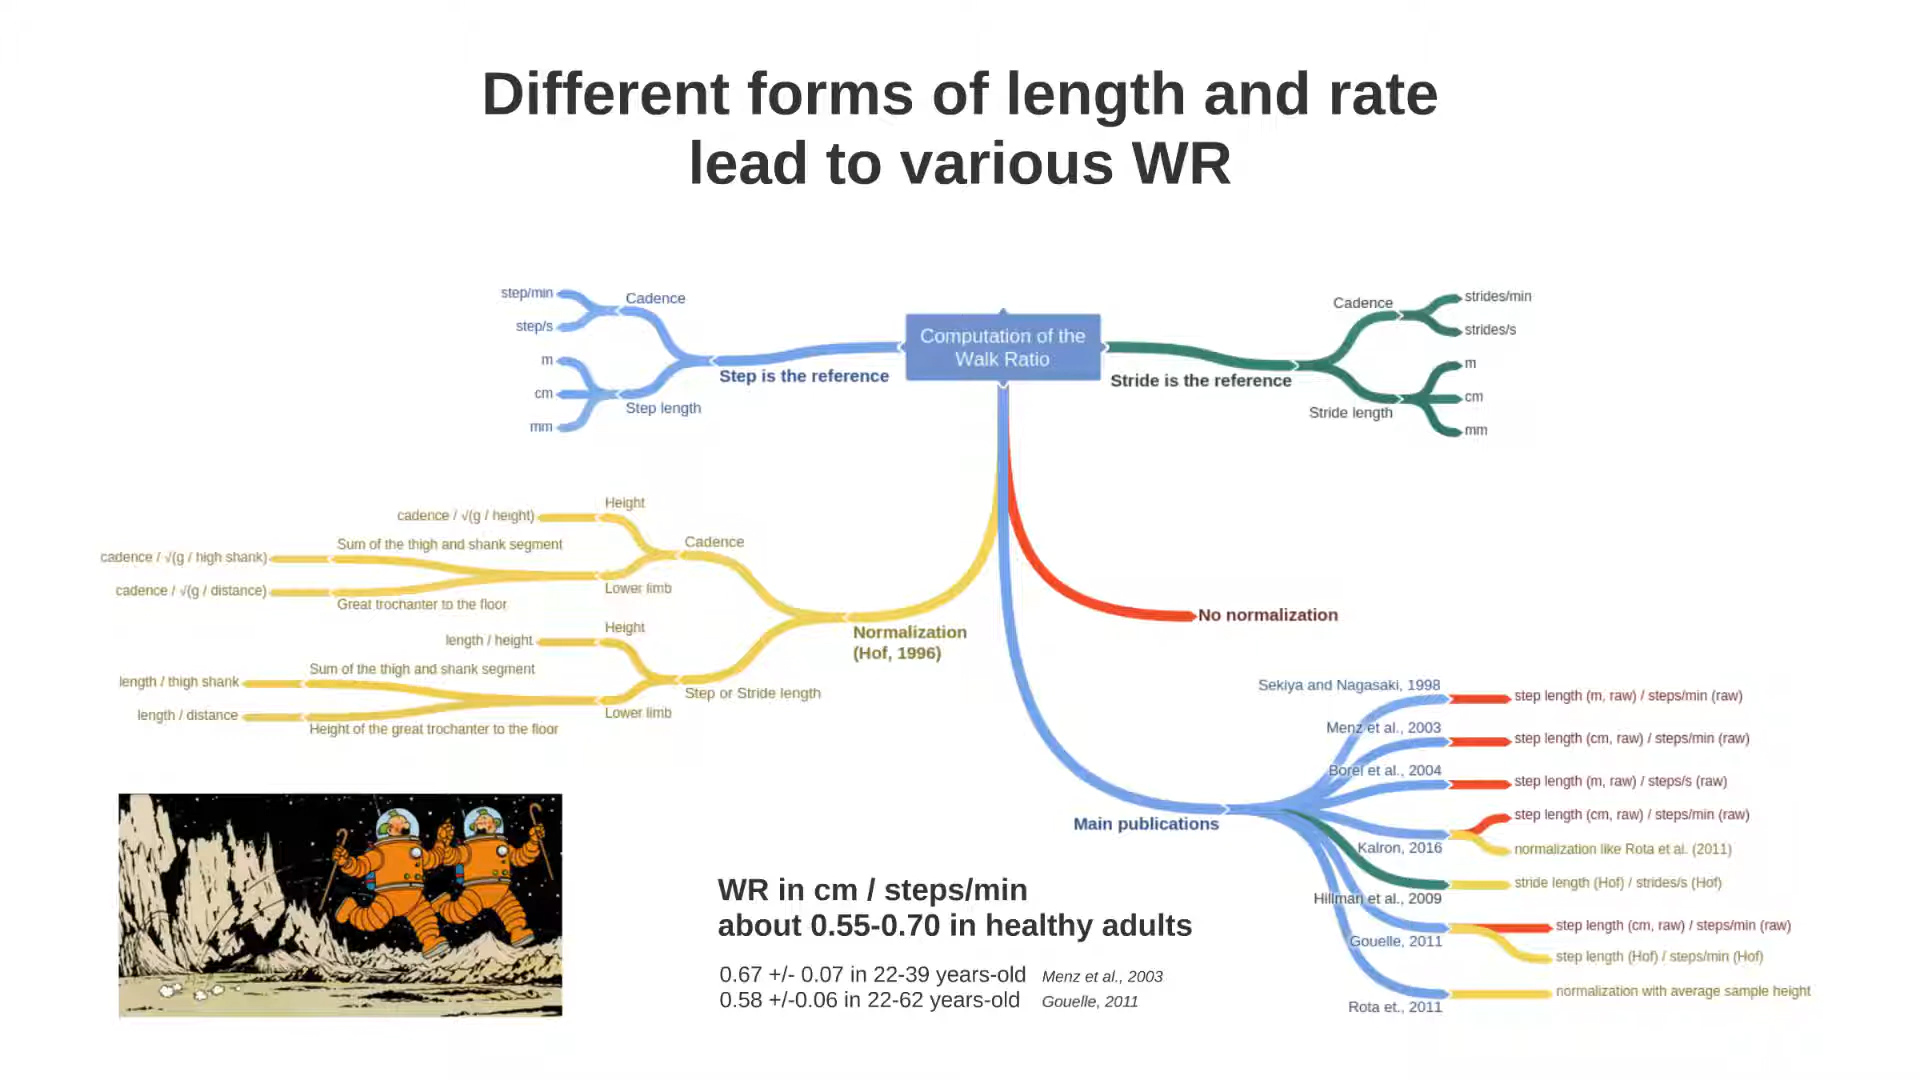 Different forms of length and rate
lead to various WR
step/min
Cadence
step/s
m
cm
mm
Step length
Step is the reference
Computation of the
Walk Ratio
Stride is the reference
Cadence
strides/min
strides/s
Stride length
m
cm
mm
Height
cadence / √(g / height)
Cadence
Sum of the thigh and shank segment
cadence / √(g / high shank)
cadence / √(g / distance)
Lower limb
Great trochanter to the floor
Height
length / height
Normalization
(Hof, 1996)
Sum of the thigh and shank segment
length / thigh shank
Step or Stride length
length / distance
Lower limb
Height of the great trochanter to the floor
No normalization
Main publications
Sekiya and Nagasaki, 1998
step length (m, raw) / steps/min (raw)
Menz et al., 2003
step length (cm, raw) / steps/min (raw)
Borel et al., 2004
step length (m, raw) / steps/s (raw)
step length (cm, raw) / steps/min (raw)
Kalron, 2016
normalization like Rota et al. (2011)
stride length (Hof) / strides/s (Hof)
Hillman et al., 2009
step length (cm, raw) / steps/min (raw)
Gouelle, 2011
step length (Hof) / steps/min (Hof)
normalization with average sample height
Rota et., 2011
WR in cm / steps/min
about 0.55-0.70 in healthy adults
0.67 +/- 0.07 in 22-39 years-old Menz et al., 2003
0.58 +/-0.06 in 22-62 years-old Gouelle, 2011